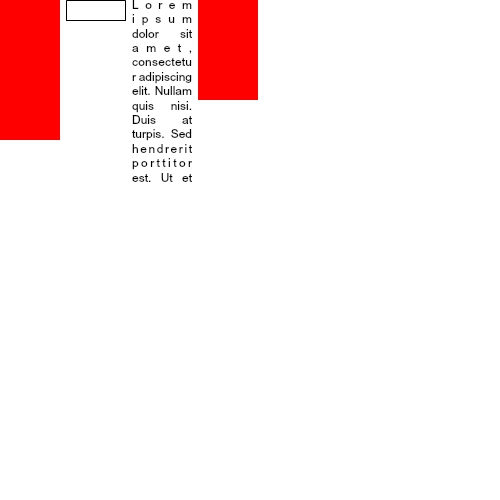 Lorem
ipsum
dolor sit
amet,
consectetu
r adipiscing
elit. Nullam
quis nisi.
Duis at
turpis. Sed
hendrerit
porttitor
est. Ut et